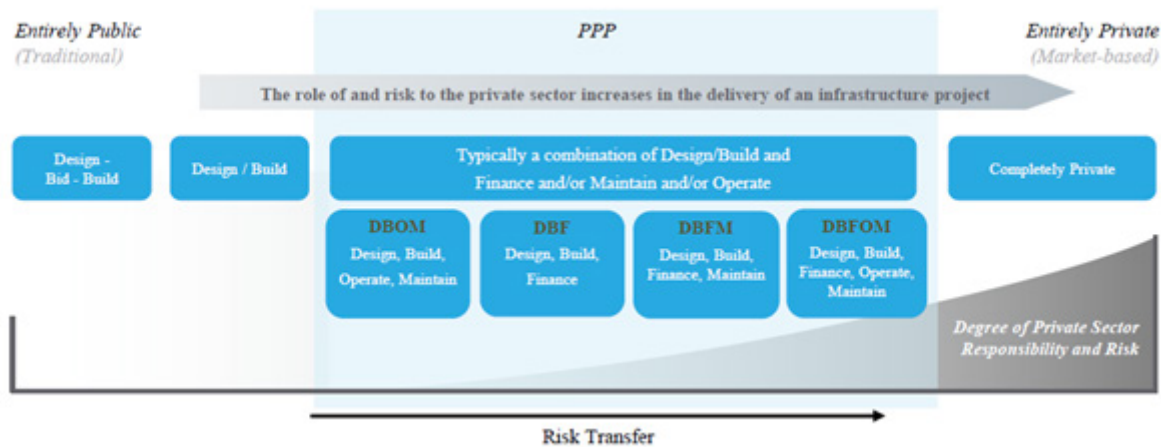 Entirely Public
(Traditional)
PPP
Entirely Private
(Market-based)
The role of and risk to the private sector increases in the delivery of an infrastructure project
Design -
Bid - Build
Design / Build
Typically a combination of Design/Build and
Finance and/or Maintain and/or Operate
Completely Private
DBOM
Design, Build,
Operate, Maintain
DBF
Design, Build,
Finance
DBFM
Design, Build,
Finance, Maintain
DBFOM
Design, Build,
Finance, Operate,
Maintain
Degree of Private Sector
Responsibility and Risk
Risk Transfer